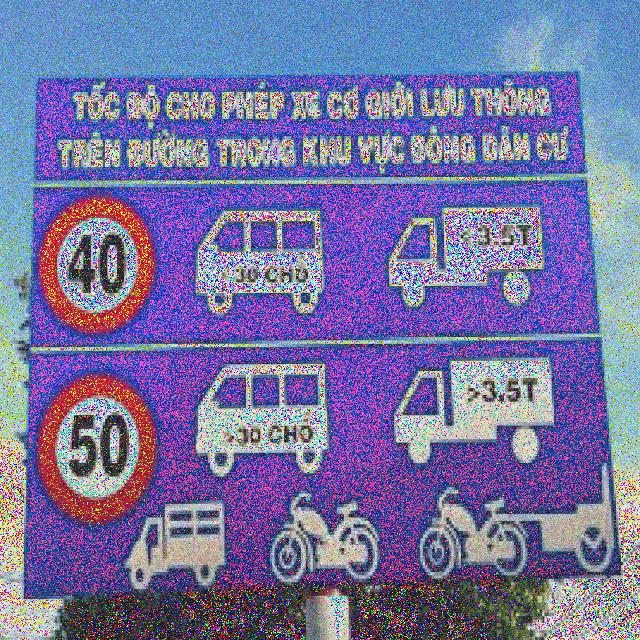 TỐC ĐỘ CHO PHÉP XE CƠ GIỚI LƯU THÔNG
TRÊN ĐƯỜNG TRONG KHU VỰC ĐÔNG DÂN CƯ
40
30 CHỖ
3.5T
50
30 CHỖ
>3.5T